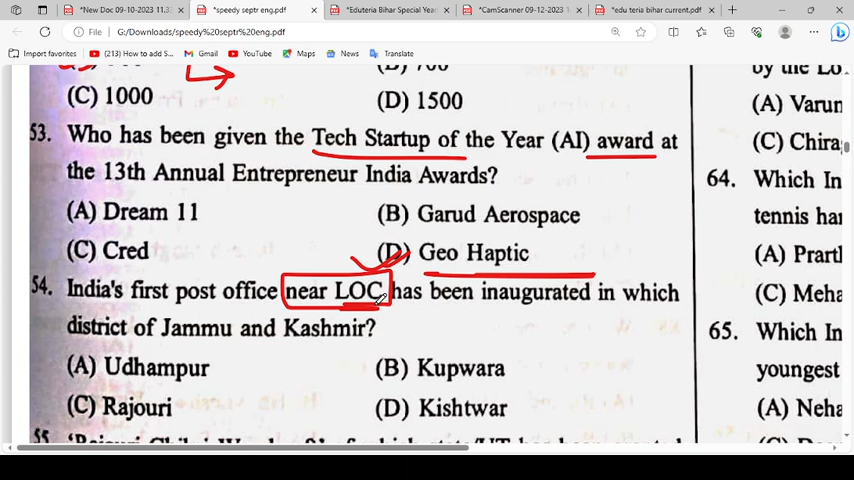 *New Doc 09-10-2023 11.3
*speedy septr eng.pdf
*Eduteria Bihar Special Year
*CamScanner 09-12-2023 1
*edu teria bihar current.pdf
File
G:/Downloads/speedy%20septr%20eng.pdf
Import favorites
(213) How to add S...
Gmail
YouTube
Maps
News
Translate
(C) 1000
(D) 1500
53. Who has been given the Tech Startup of the Year (AI) award at
the 13th Annual Entrepreneur India Awards?
(A) Dream 11
(B) Garud Aerospace
(C) Cred
(D) Geo Haptic
54. India's first post office near LOC has been inaugurated in which
district of Jammu and Kashmir?
(A) Udhampur
(B) Kupwara
(C) Rajouri
(D) Kishtwar
by the Lo
(A) Varun
(C) Chira
64. Which In
tennis har
(A) Prartl
(C) Meha
65. Which In
youngest
(A) Neha